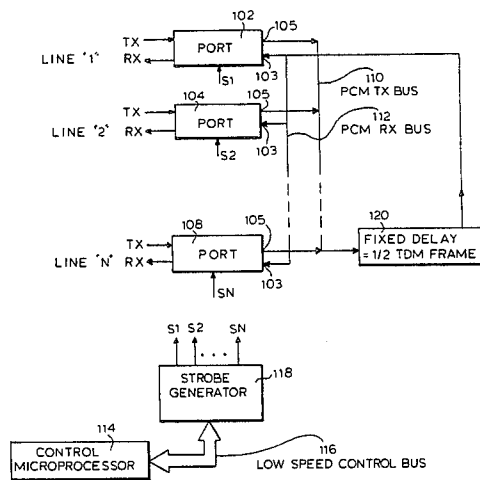 102
TX
PORT
105
LINE "1"
RX
103
S1
110
PCM TX BUS
104
105
TX
112
PCM RX BUS
LINE "2"
PORT
RX
S2
103
108
105
120
TX
PORT
FIXED DELAY
= 1/2 TDM FRAME
LINE "N"
RX
103
SN
S1 S2 • • • SN
STROBE
GENERATOR
118
114
CONTROL
MICROPROCESSOR
116
LOW SPEED CONTROL BUS